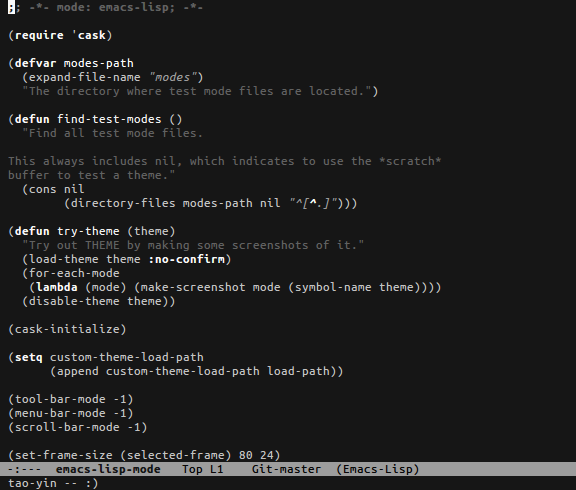 ;; -*- mode: emacs-lisp; -*-

(require 'cask)

(defvar modes-path
  (expand-file-name "modes")
  "The directory where test mode files are located.")

(defun find-test-modes ()
  "Find all test mode files.

This always includes nil, which indicates to use the *scratch*
buffer to test a theme."
  (cons nil
        (directory-files modes-path nil "^[^.]")))

(defun try-theme (theme)
  "Try out THEME by making some screenshots of it."
  (load-theme theme :no-confirm)
  (for-each-mode
   (lambda (mode) (make-screenshot mode (symbol-name theme))))
  (disable-theme theme))

(cask-initialize)

(setq custom-theme-load-path
      (append custom-theme-load-path load-path))

(tool-bar-mode -1)
(menu-bar-mode -1)
(scroll-bar-mode -1)

(set-frame-size (selected-frame) 80 24)
-:---  emacs-lisp-mode   Top L1    Git-master  (Emacs-Lisp)
tao-yin -- :)